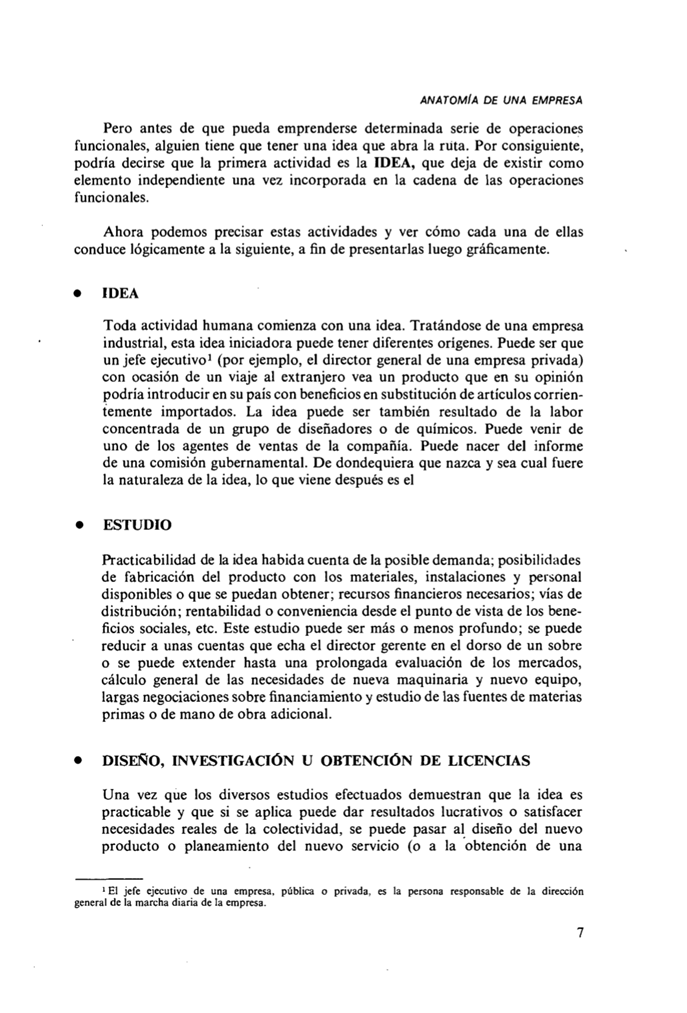 ANATOMÍA DE UNA EMPRESA
Pero antes de que pueda emprenderse determinada serie de operaciones
funcionales, alguien tiene que tener una idea que abra la ruta. Por consiguiente,
podría decirse que la primera actividad es la IDEA, que deja de existir como
elemento independiente una vez incorporada en la cadena de las operaciones
funcionales.
Ahora podemos precisar estas actividades y ver cómo cada una de ellas
conduce lógicamente a la siguiente, a fin de presentarlas luego gráficamente.
• IDEA
Toda actividad humana comienza con una idea. Tratándose de una empresa
industrial, esta idea iniciadora puede tener diferentes orígenes. Puede ser que
un jefe ejecutivo¹ (por ejemplo, el director general de una empresa privada)
con ocasión de un viaje al extranjero vea un producto que en su opinión
podría introducir en su país con beneficios en substitución de artículos corrien-
temente importados. La idea puede ser también resultado de la labor
concentrada de un grupo de diseñadores o de químicos. Puede venir de
uno de los agentes de ventas de la compañía. Puede nacer del informe
de una comisión gubernamental. De dondequiera que nazca y sea cual fuere
la naturaleza de la idea, lo que viene después es el
• ESTUDIO
Practicabilidad de la idea habida cuenta de la posible demanda; posibilidades
de fabricación del producto con los materiales, instalaciones y personal
disponibles o que se puedan obtener; recursos financieros necesarios; vías de
distribución; rentabilidad o conveniencia desde el punto de vista de los bene-
ficios sociales, etc. Este estudio puede ser más o menos profundo; se puede
reducir a unas cuentas que echa el director gerente en el dorso de un sobre
o se puede extender hasta una prolongada evaluación de los mercados,
cálculo general de las necesidades de nueva maquinaria y nuevo equipo,
largas negociaciones sobre financiamiento y estudio de las fuentes de materias
primas o de mano de obra adicional.
• DISEÑO, INVESTIGACIÓN U OBTENCIÓN DE LICENCIAS
Una vez que los diversos estudios efectuados demuestran que la idea es
practicable y que si se aplica puede dar resultados lucrativos o satisfacer
necesidades reales de la colectividad, se puede pasar al diseño del nuevo
producto o planeamiento del nuevo servicio (o a la obtención de una
¹ El jefe ejecutivo de una empresa, pública o privada, es la persona responsable de la dirección
general de la marcha diaria de la empresa.
7